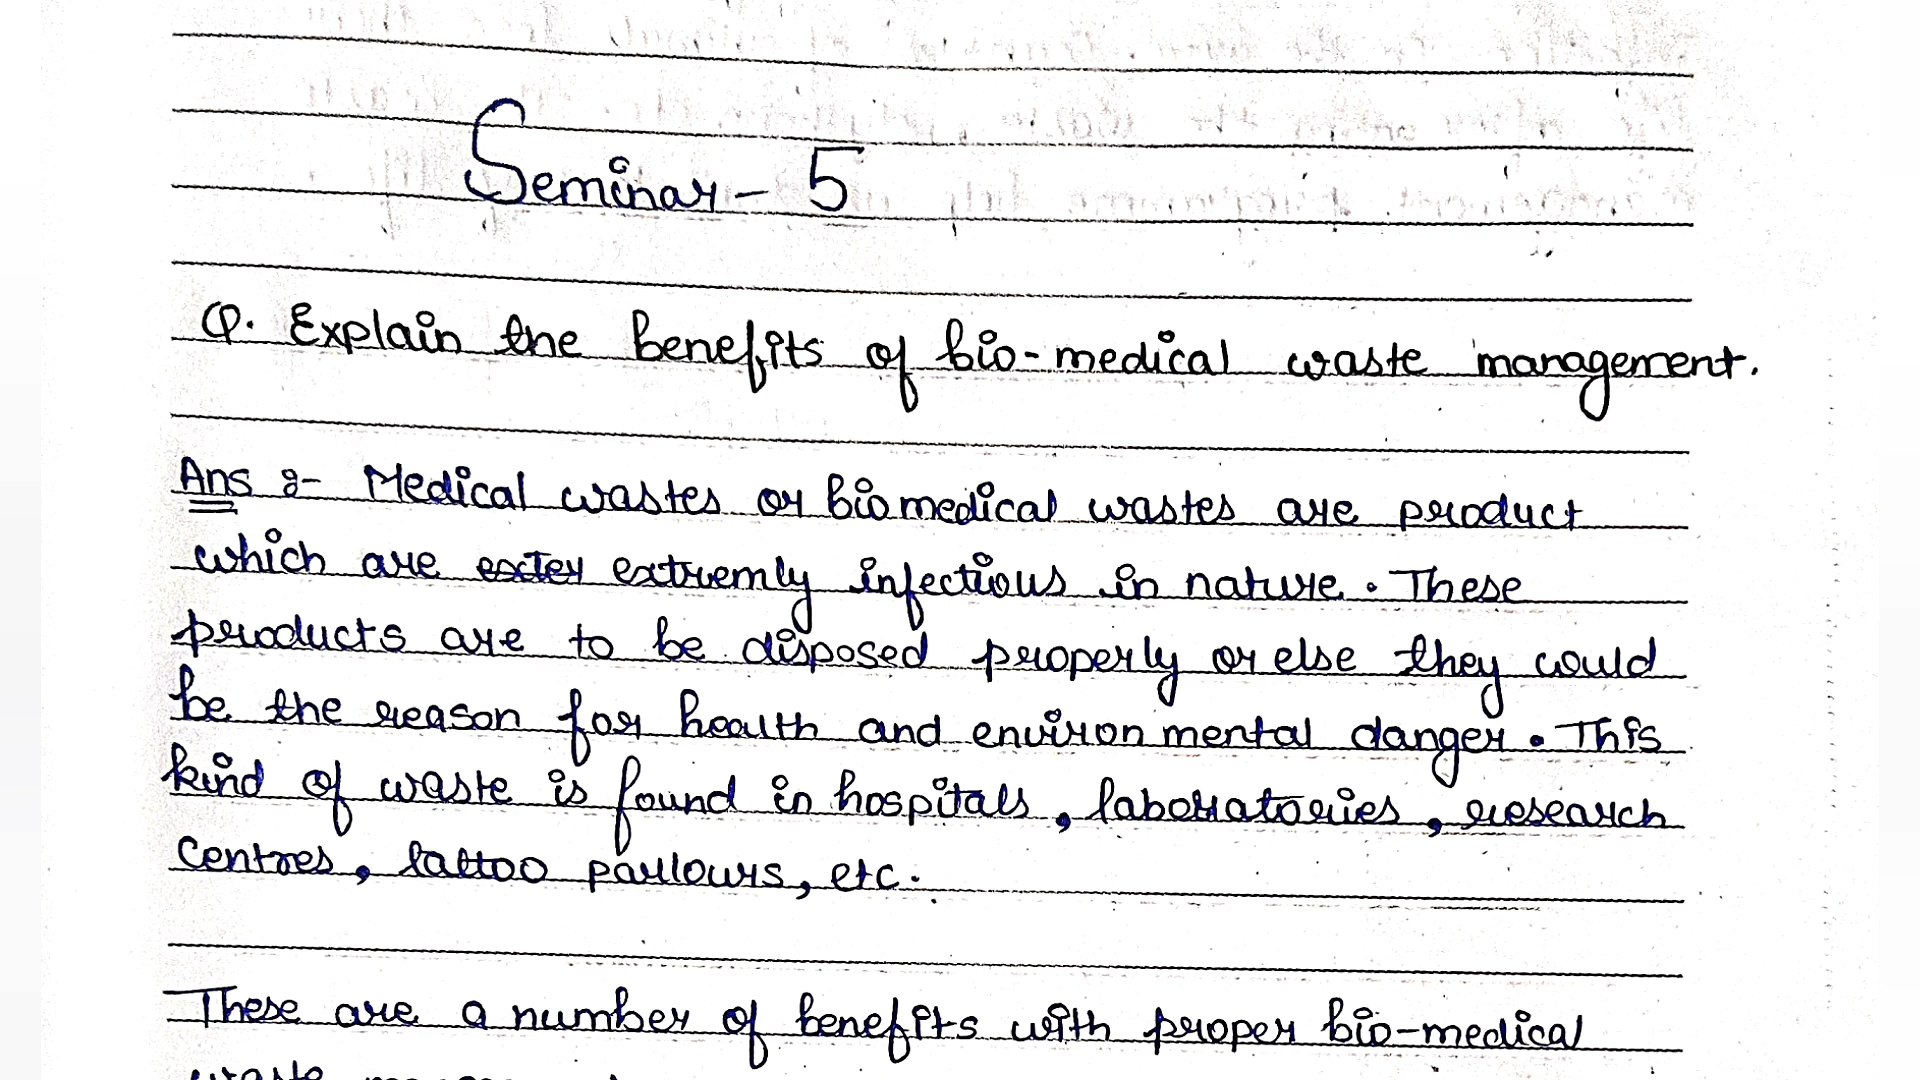 Seminar - 5
Q. Explain the benefits of bio-medical waste management.
Ans :- Medical wastes or biomedical wastes are product
which are exter extremly infectious in nature. These
products are to be disposed properly or else they could
be the reason for health and environmental danger. This
kind of waste is found in hospitals, laboratories, research
Centres, tattoo parlours, etc.
These are a number of benefits with proper bio-medical
waste